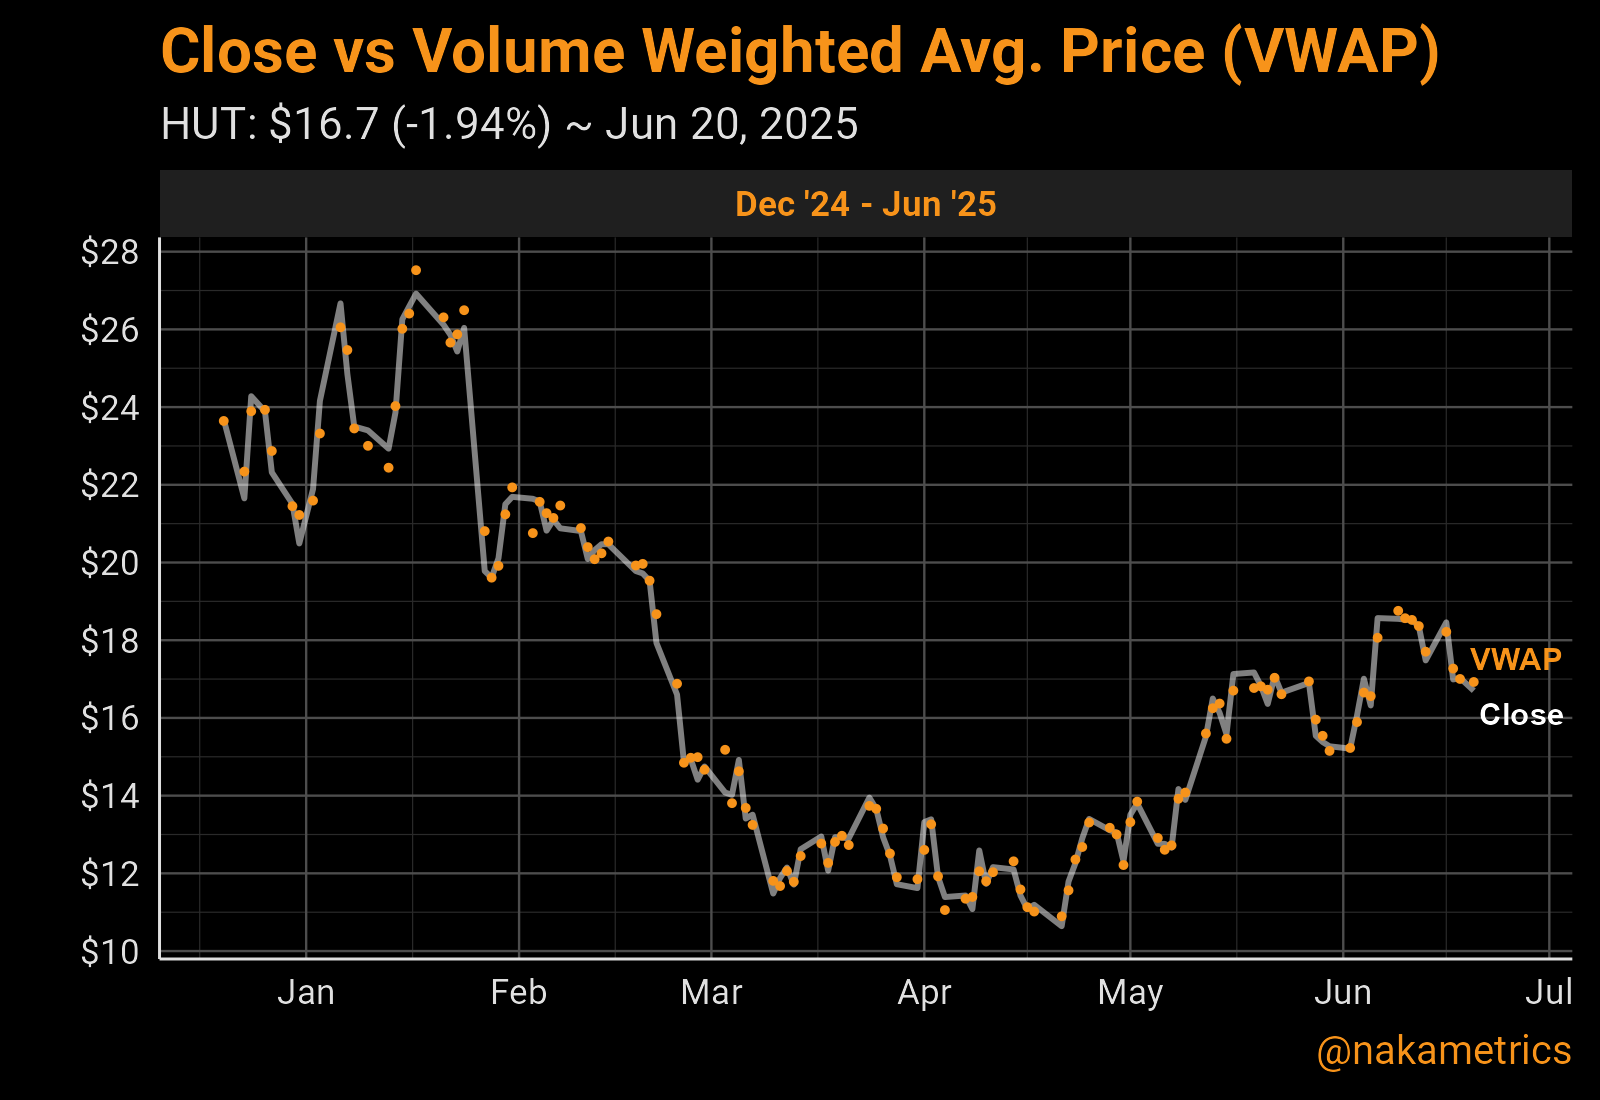 Close vs Volume Weighted Avg. Price (VWAP)
HUT: $16.7 (-1.94%) ~ Jun 20, 2025
Dec '24 - Jun '25
$28
$26
$24
$22
$20
$18
$16
$14
$12
$10
VWAP
Close
Jan Feb Mar Apr May Jun Jul
@nakametrics